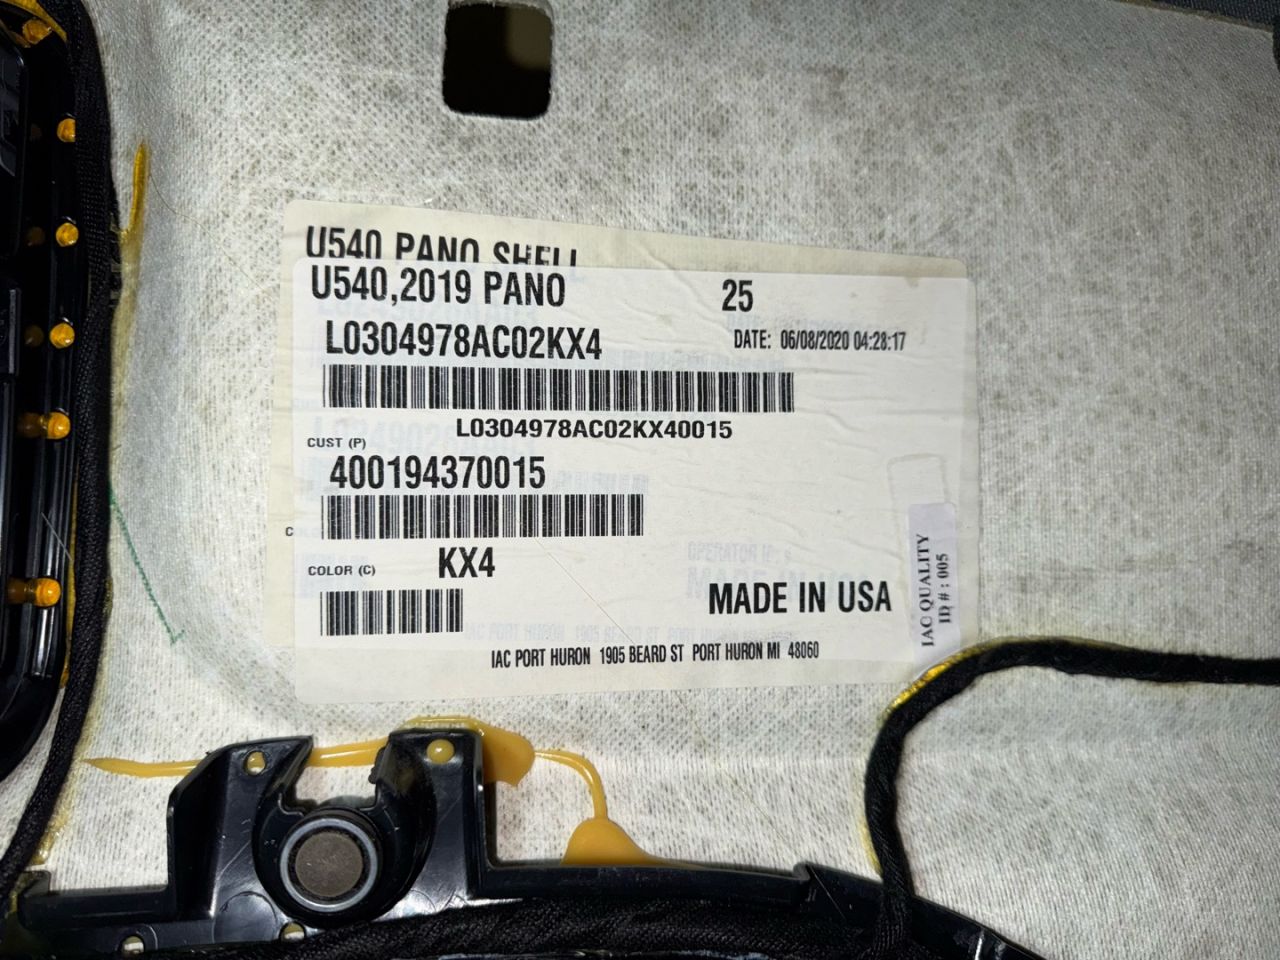 U540 PANO SHELL
U540,2019 PANO 25
L0304978AC02KX4 DATE: 06/08/2020 04:28:17
L0304978AC02KX40015
CUST (P)
400194370015
C
COLOR (C) KX4
MADE IN USA
IAC PORT HURON 1905 BEARD ST PORT HURON MI 48060
IAC QUALITY
ID # : 005